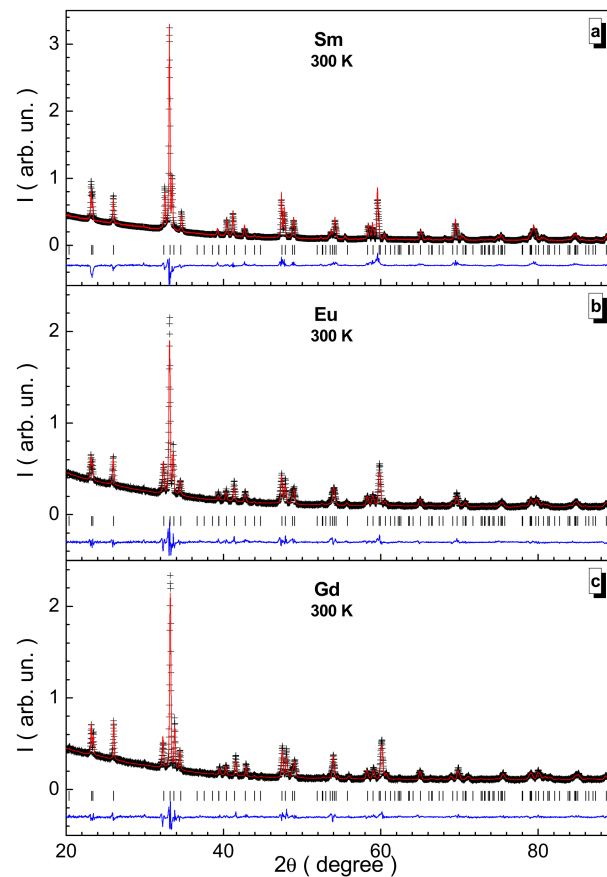 a
Sm
300 K
3
2
1
0
I ( arb. un. )
b
Eu
300 K
2
1
0
I ( arb. un. )
c
Gd
300 K
2
1
0
I ( arb. un. )
20 40 60 80
2θ ( degree )